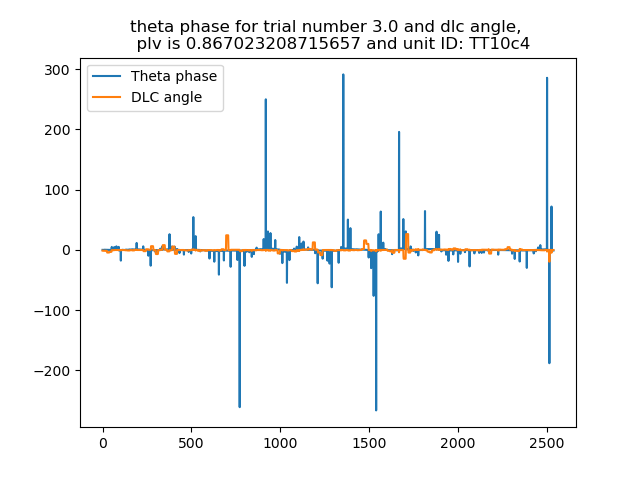 theta phase for trial number 3.0 and dlc angle,
plv is 0.867023208715657 and unit ID: TT10c4
Theta phase
DLC angle
300
200
100
0
−100
−200
0 500 1000 1500 2000 2500